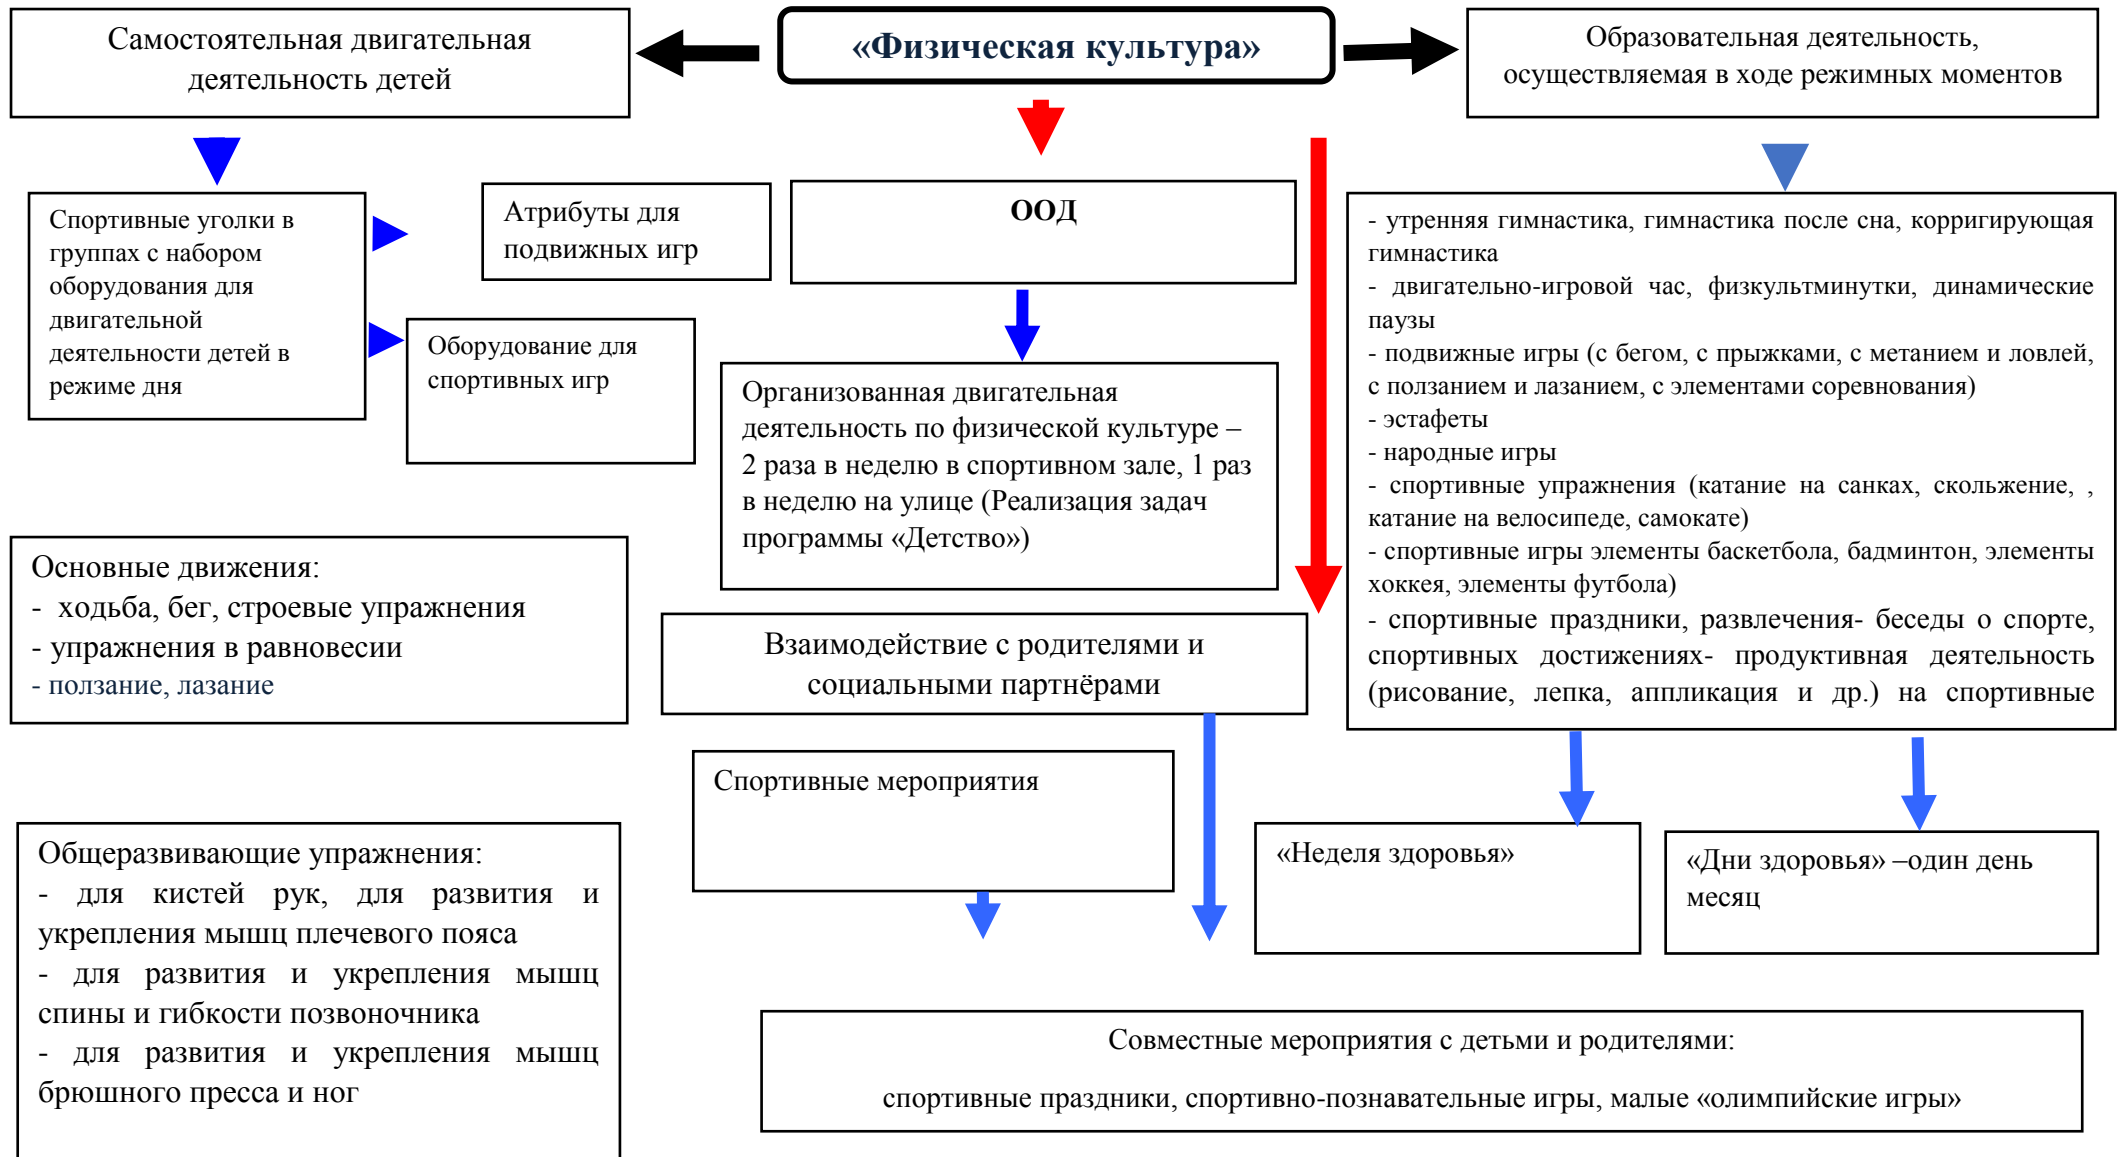 Самостоятельная двигательная
деятельность детей
«Физическая культура»
Образовательная деятельность,
осуществляемая в ходе режимных моментов
Спортивные уголки в
группах с набором
оборудования для
двигательной
деятельности детей в
режиме дня
Атрибуты для
подвижных игр
Оборудование для
спортивных игр
ООД
Организованная двигательная
деятельность по физической культуре –
2 раза в неделю в спортивном зале, 1 раз
в неделю на улице (Реализация задач
программы «Детство»)
- утренняя гимнастика, гимнастика после сна, корригирующая
гимнастика
- двигательно-игровой час, физкультминутки, динамические
паузы
- подвижные игры (с бегом, с прыжками, с метанием и ловлей,
с ползанием и лазанием, с элементами соревнования)
- эстафеты
- народные игры
- спортивные упражнения (катание на санках, скольжение, ,
катание на велосипеде, самокате)
- спортивные игры элементы баскетбола, бадминтон, элементы
хоккея, элементы футбола)
- спортивные праздники, развлечения- беседы о спорте,
спортивных достижениях- продуктивная деятельность
(рисование, лепка, аппликация и др.) на спортивные
Основные движения:
- ходьба, бег, строевые упражнения
- упражнения в равновесии
- ползание, лазание
Взаимодействие с родителями и
социальными партнёрами
Спортивные мероприятия
«Неделя здоровья»
«Дни здоровья» –один день
месяц
Общеразвивающие упражнения:
- для кистей рук, для развития и
укрепления мышц плечевого пояса
- для развития и укрепления мышц
спины и гибкости позвоночника
- для развития и укрепления мышц
брюшного пресса и ног
Совместные мероприятия с детьми и родителями:
спортивные праздники, спортивно-познавательные игры, малые «олимпийские игры»